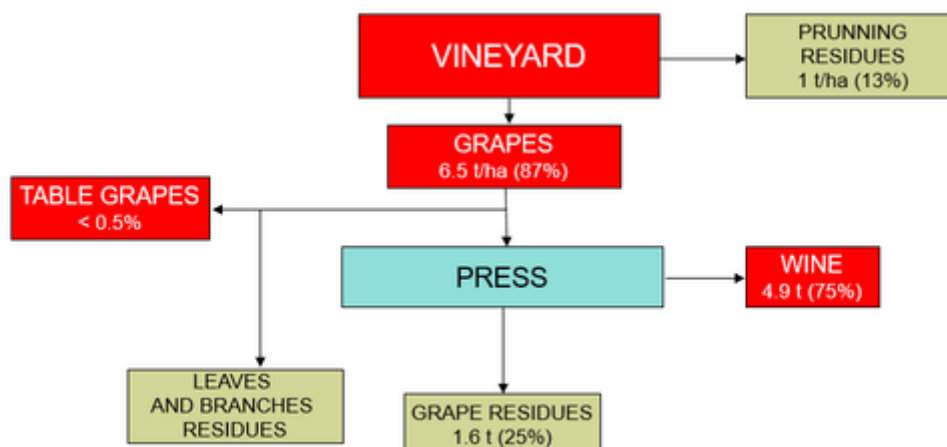 VINEYARD
PRUNNING
RESIDUES
1 t/ha (13%)
GRAPES
6.5 t/ha (87%)
TABLE GRAPES
< 0.5%
PRESS
WINE
4.9 t (75%)
LEAVES
AND BRANCHES
RESIDUES
GRAPE RESIDUES
1.6 t (25%)